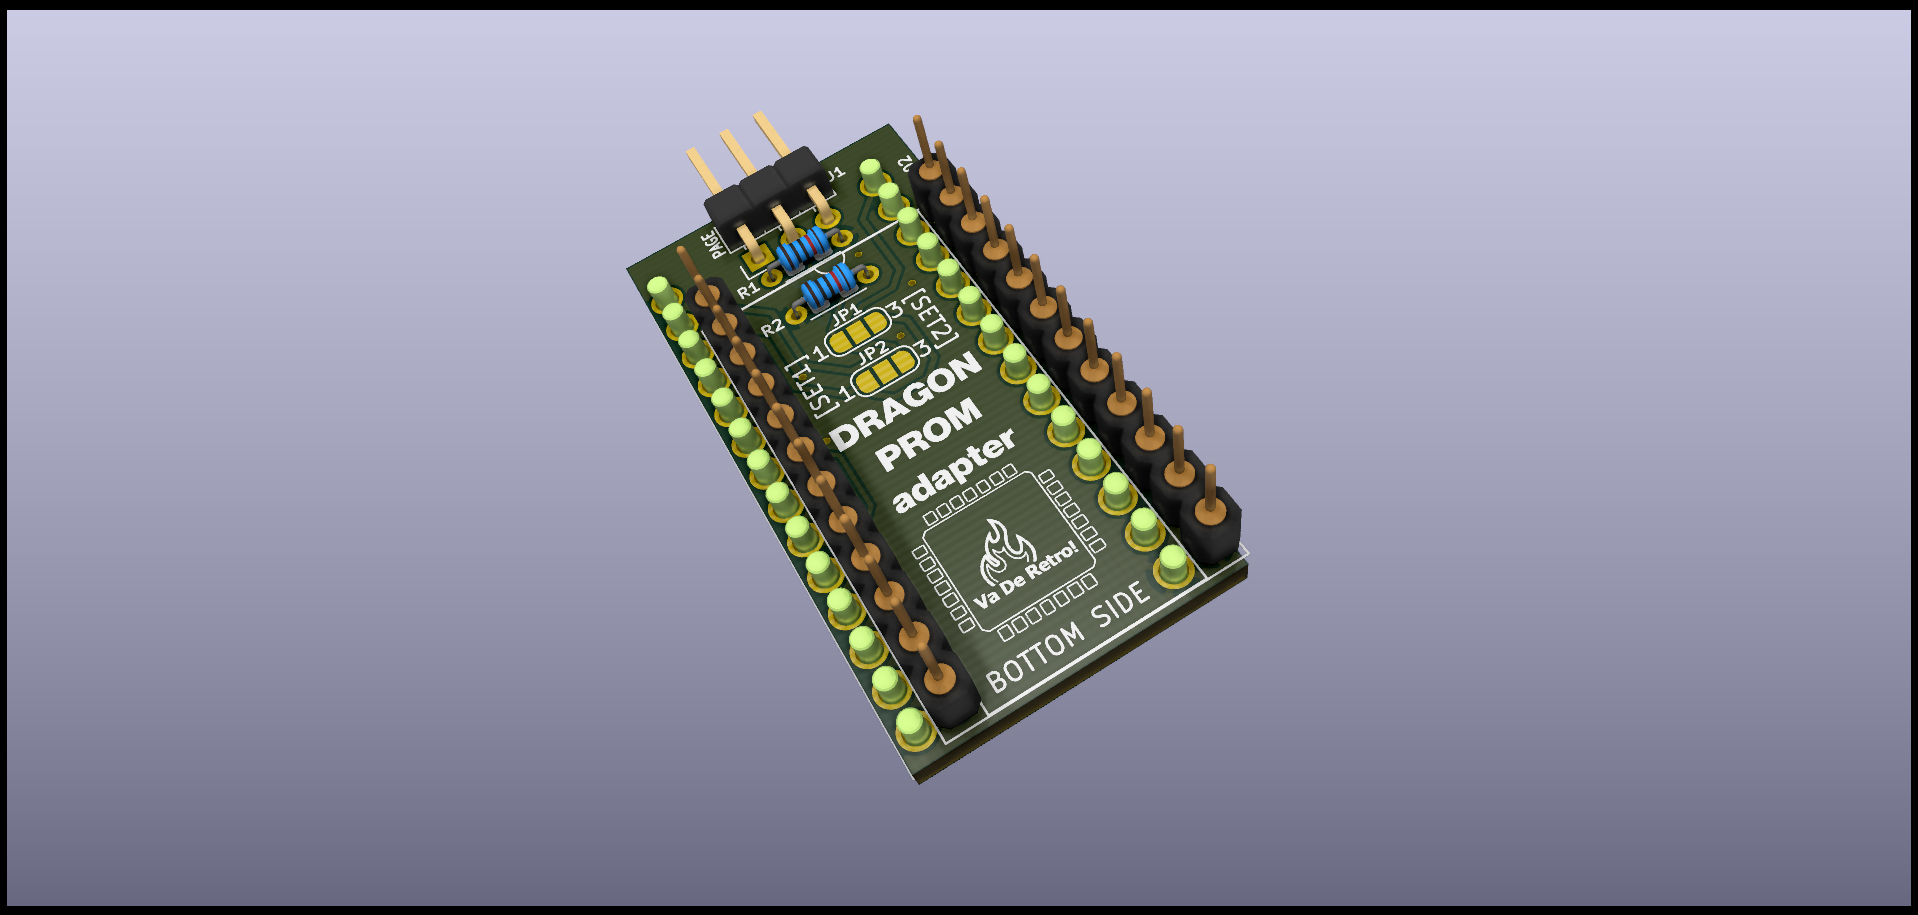 J1
J2
PAGE
R1
R2
JP1
1
3
SET2
JP2
1
3
SET1
DRAGON
PROM
adapter
Va De Retro!
BOTTOM SIDE